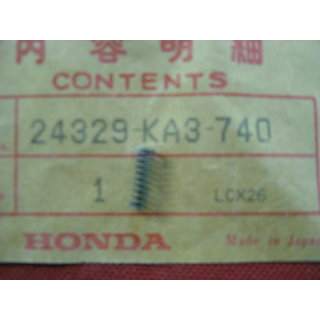 内容明細
CONTENTS
24329-KA3-740
1 LCX26
HONDA Made in Japan